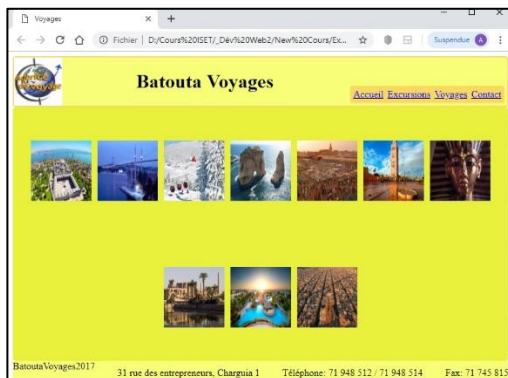 Voyages
Fichier | D:/Cours%20ISET/_Dév%20Web2/New%20Cours/Ex...
Suspendue A
Batouta Voyages
Accueil Excursions Voyages Contact
BatoutaVoyages2017
31 rue des entrepreneurs, Charguia 1 Téléphone: 71 948 512 / 71 948 514 Fax: 71 745 815